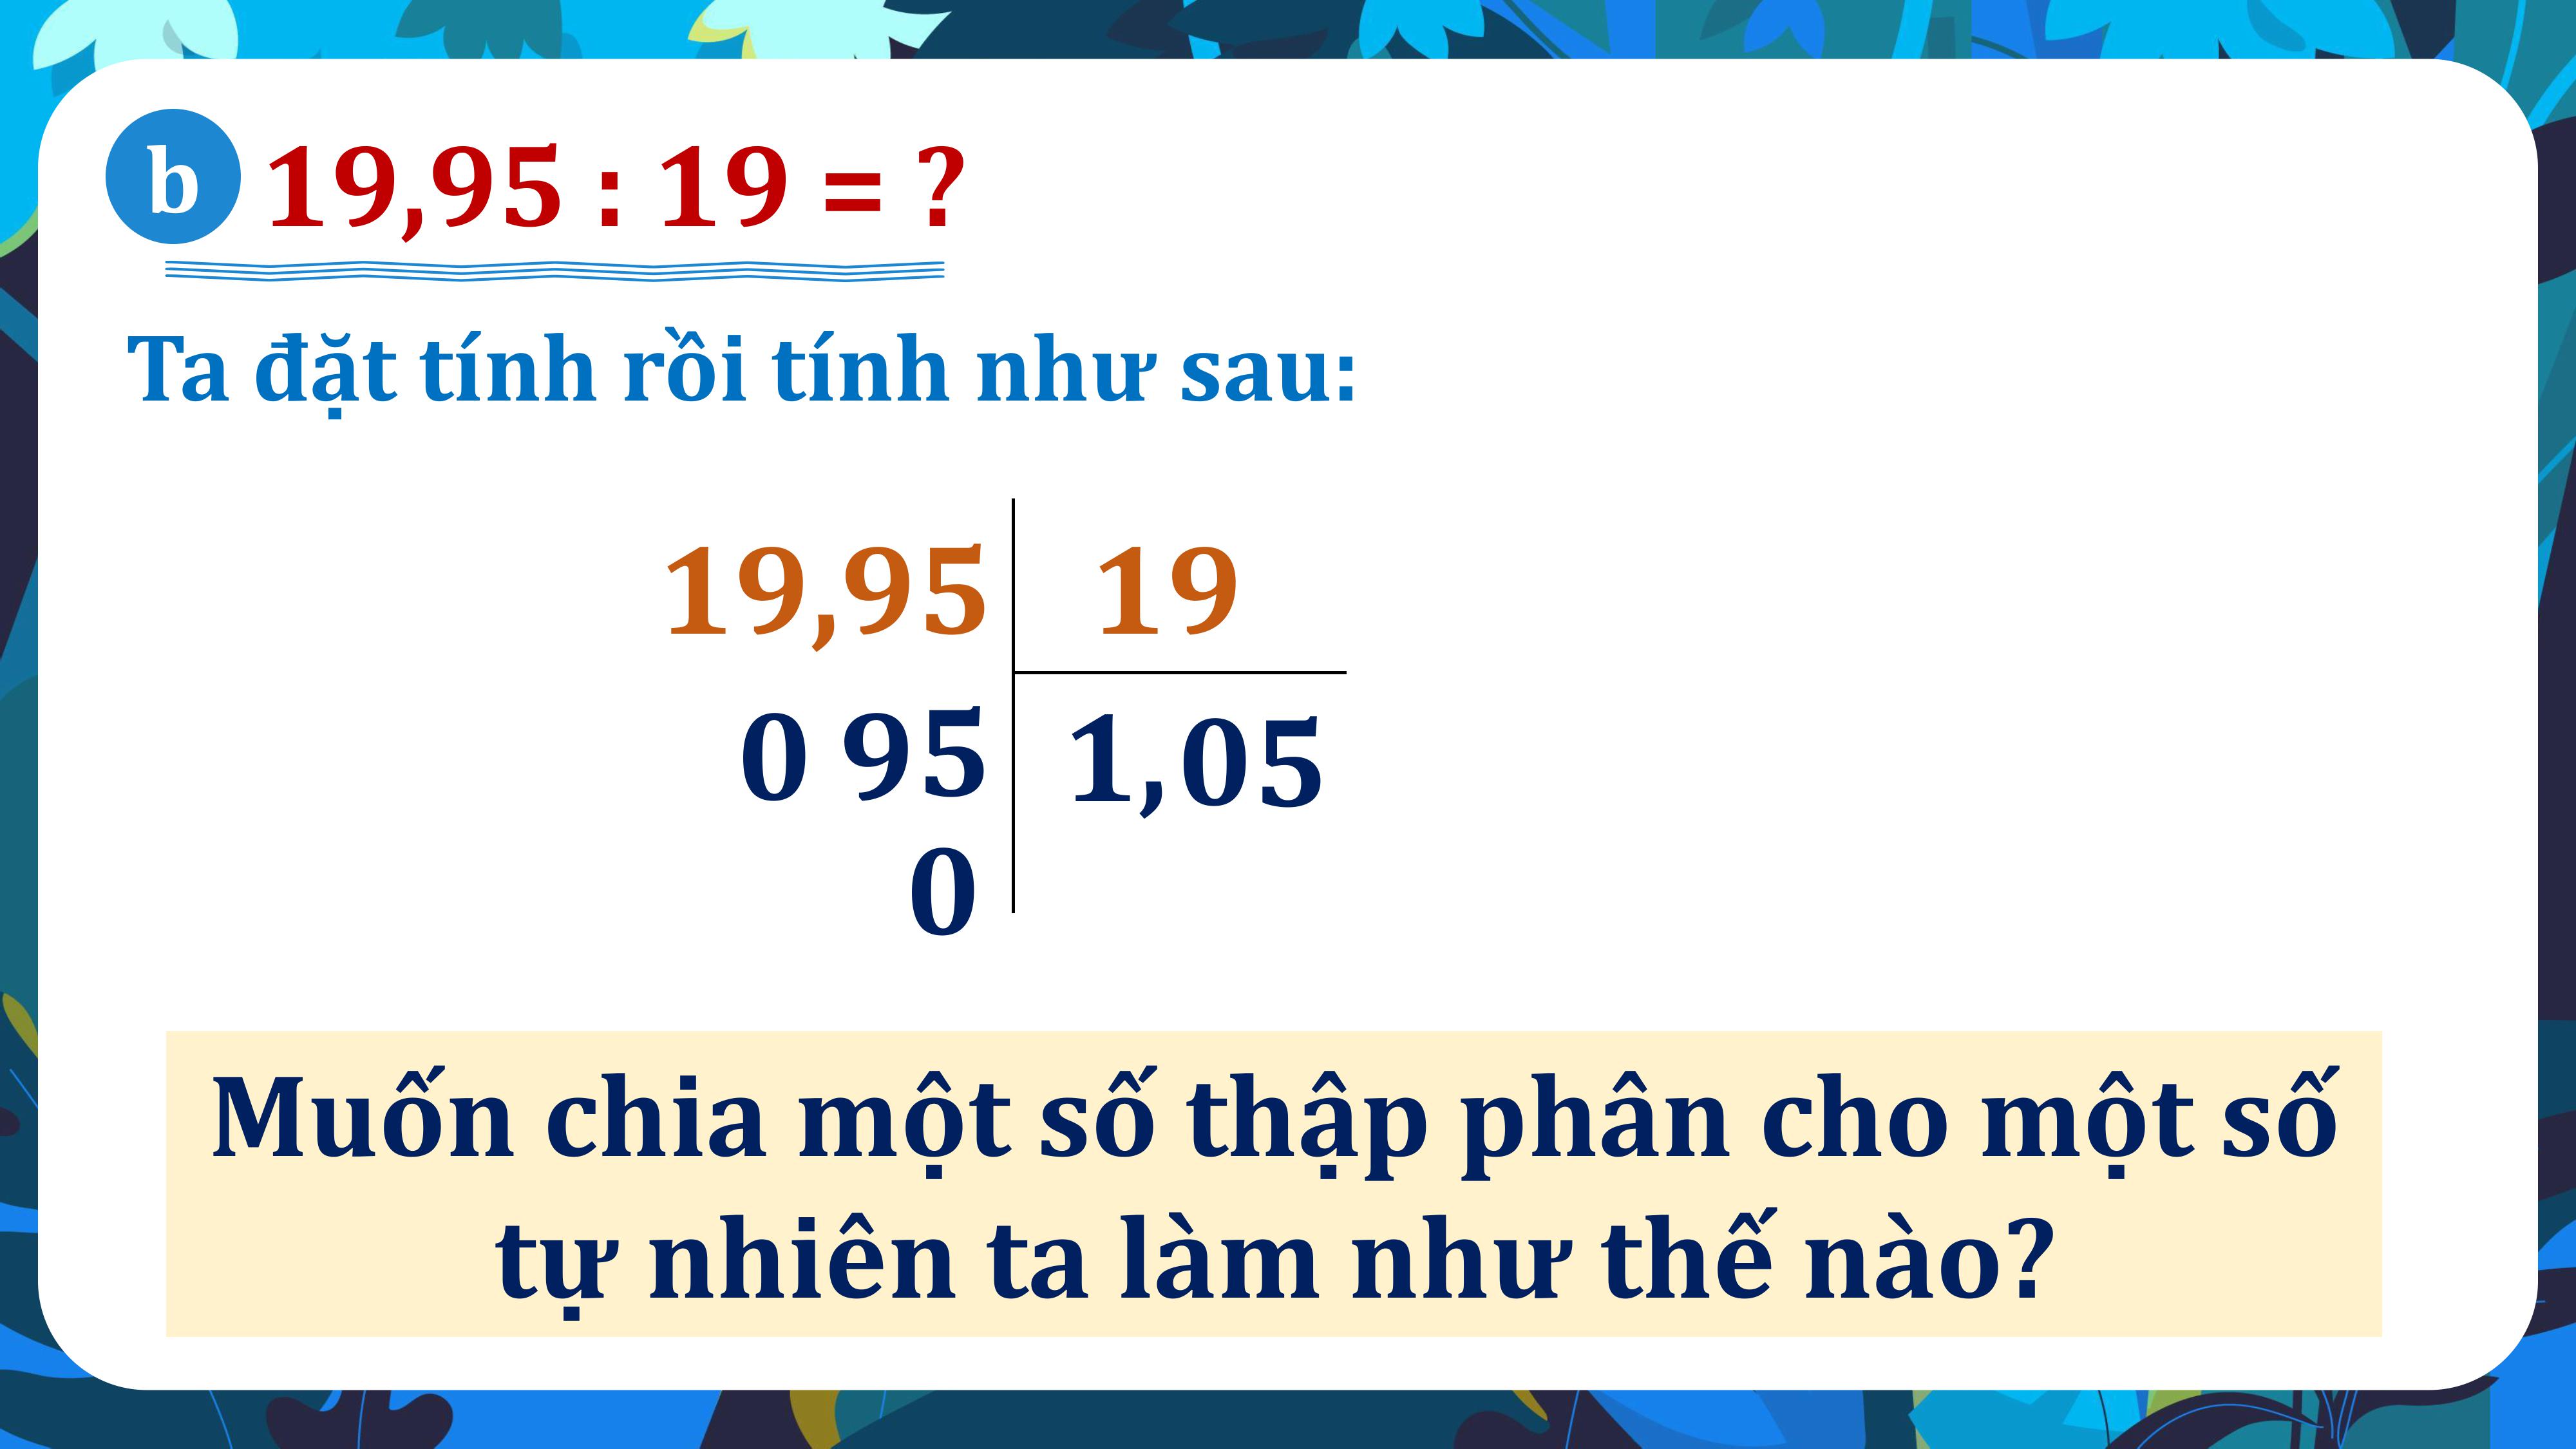 b 19,95 : 19 = ?
Ta đặt tính rồi tính như sau:
19,95 19
0 95 1,05
0
Muốn chia một số thập phân cho một số
tự nhiên ta làm như thế nào?